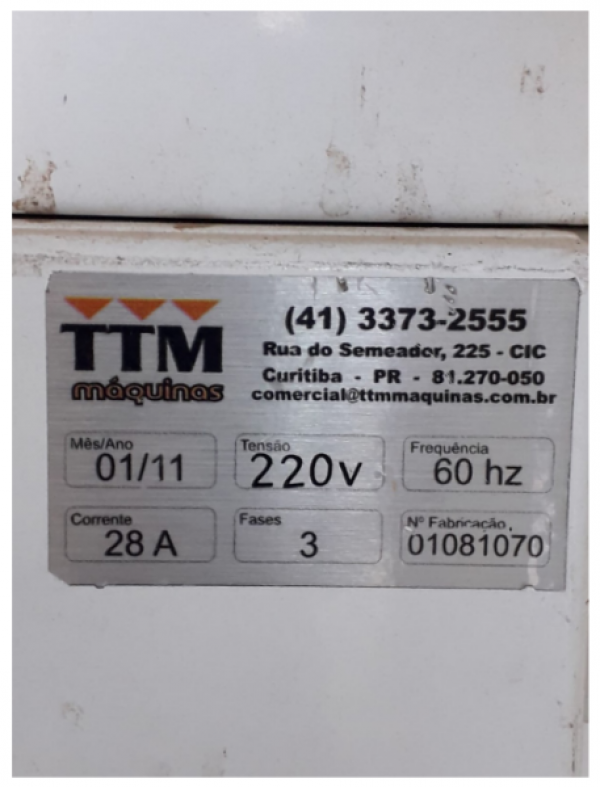 TTM
máquinas
(41) 3373-2555
Rua do Semeador, 225 - CIC
Curitiba - PR - 81.270-050
comercial@ttmmaquinas.com.br
Mês/Ano
01/11
Tensão
220v
Frequência
60 hz
Corrente
28 A
Fases
3
Nº Fabricação
01081070